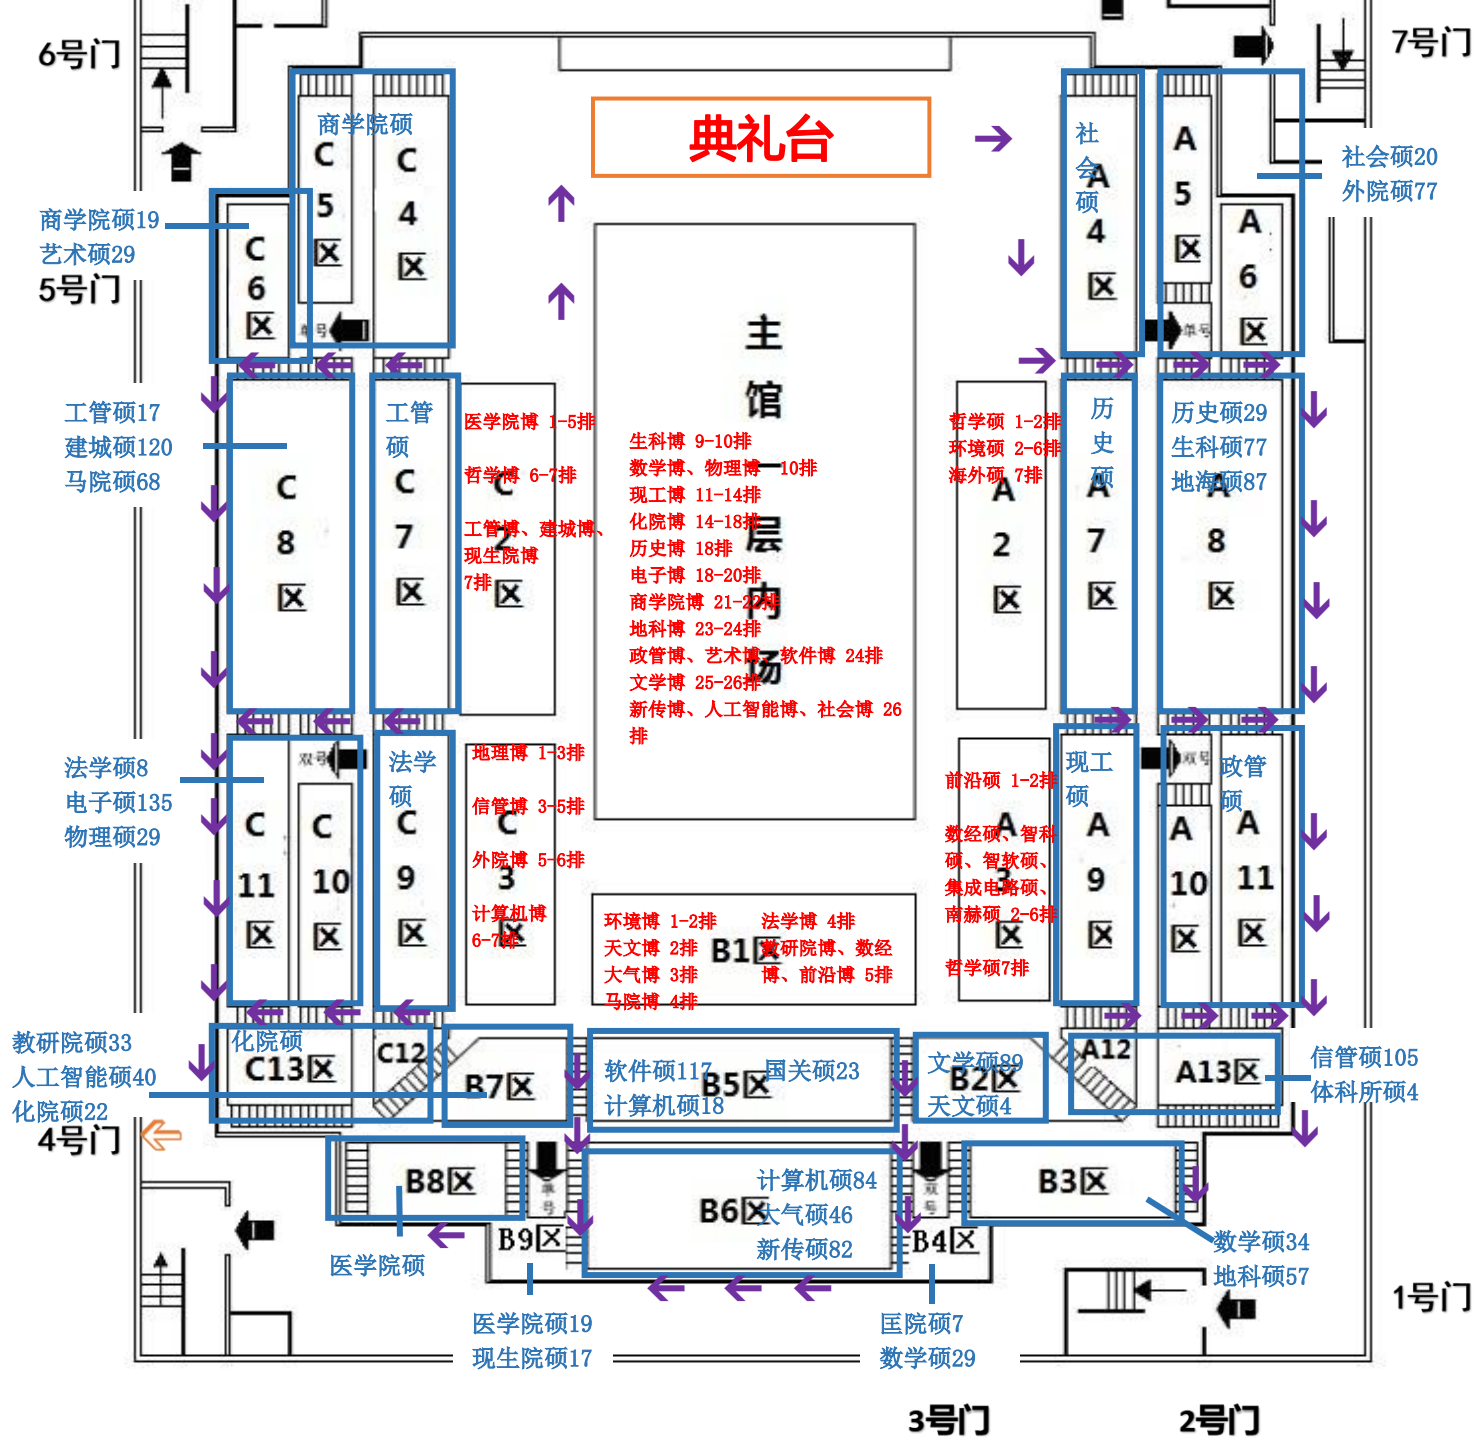 6号门
7号门
典礼台
商学院硕
C
5
区
C
4
区
社
会
硕
A
4
区
A
5
区
A
6
区
社会硕20
外院硕77
商学院硕19
艺术硕29
C
6
区
5号门
单号
单号
主
馆
一
层
内
场
工管硕17
建城硕120
马院硕68
C
8
区
工管
硕
C
7
区
医学院博 1-5排
哲学博 6-7排
工管博、建城博、
现生院博
7排
C
2
区
生科博 9-10排
数学博、物理博 10排
现工博 11-14排
化院博 14-18排
历史博 18排
电子博 18-20排
商学院博 21-22排
地科博 23-24排
政管博、艺术博、软件博 24排
文学博 25-26排
新传博、人工智能博、社会博 26
排
哲学硕 1-2排
环境硕 2-6排
海外硕 7排
A
2
区
历
史
硕
A
7
区
历史硕29
生科硕77
地海硕87
A
8
区
法学硕8
电子硕135
物理硕29
双号
C
11
区
C
10
区
法学
硕
C
9
区
地理博 1-3排
信管博 3-5排
外院博 5-6排
计算机博
6-7排
C
3
区
环境博 1-2排
天文博 2排
大气博 3排
马院博 4排
B1区
法学博 4排
教研院博、数经
博、前沿博 5排
前沿硕 1-2排
数经硕、智科
硕、智软硕、
集成电路硕、
南赫硕 2-6排
哲学硕7排
A
3
区
现工
硕
A
9
区
双号
政管
硕
A
10
区
A
11
区
教研院硕33
人工智能硕40
化院硕22
化院硕
C13区
C12
B7区
软件硕117
计算机硕18
B5区
国关硕23
文学硕89
天文硕4
B2区
A12
A13区
信管硕105
体科所硕4
4号门
B8区
单号
B9区
B6区
计算机硕84
大气硕46
新传硕82
双号
B4区
B3区
数学硕34
地科硕57
医学院硕
医学院硕19
现生院硕17
匡院硕7
数学硕29
1号门
3号门
2号门